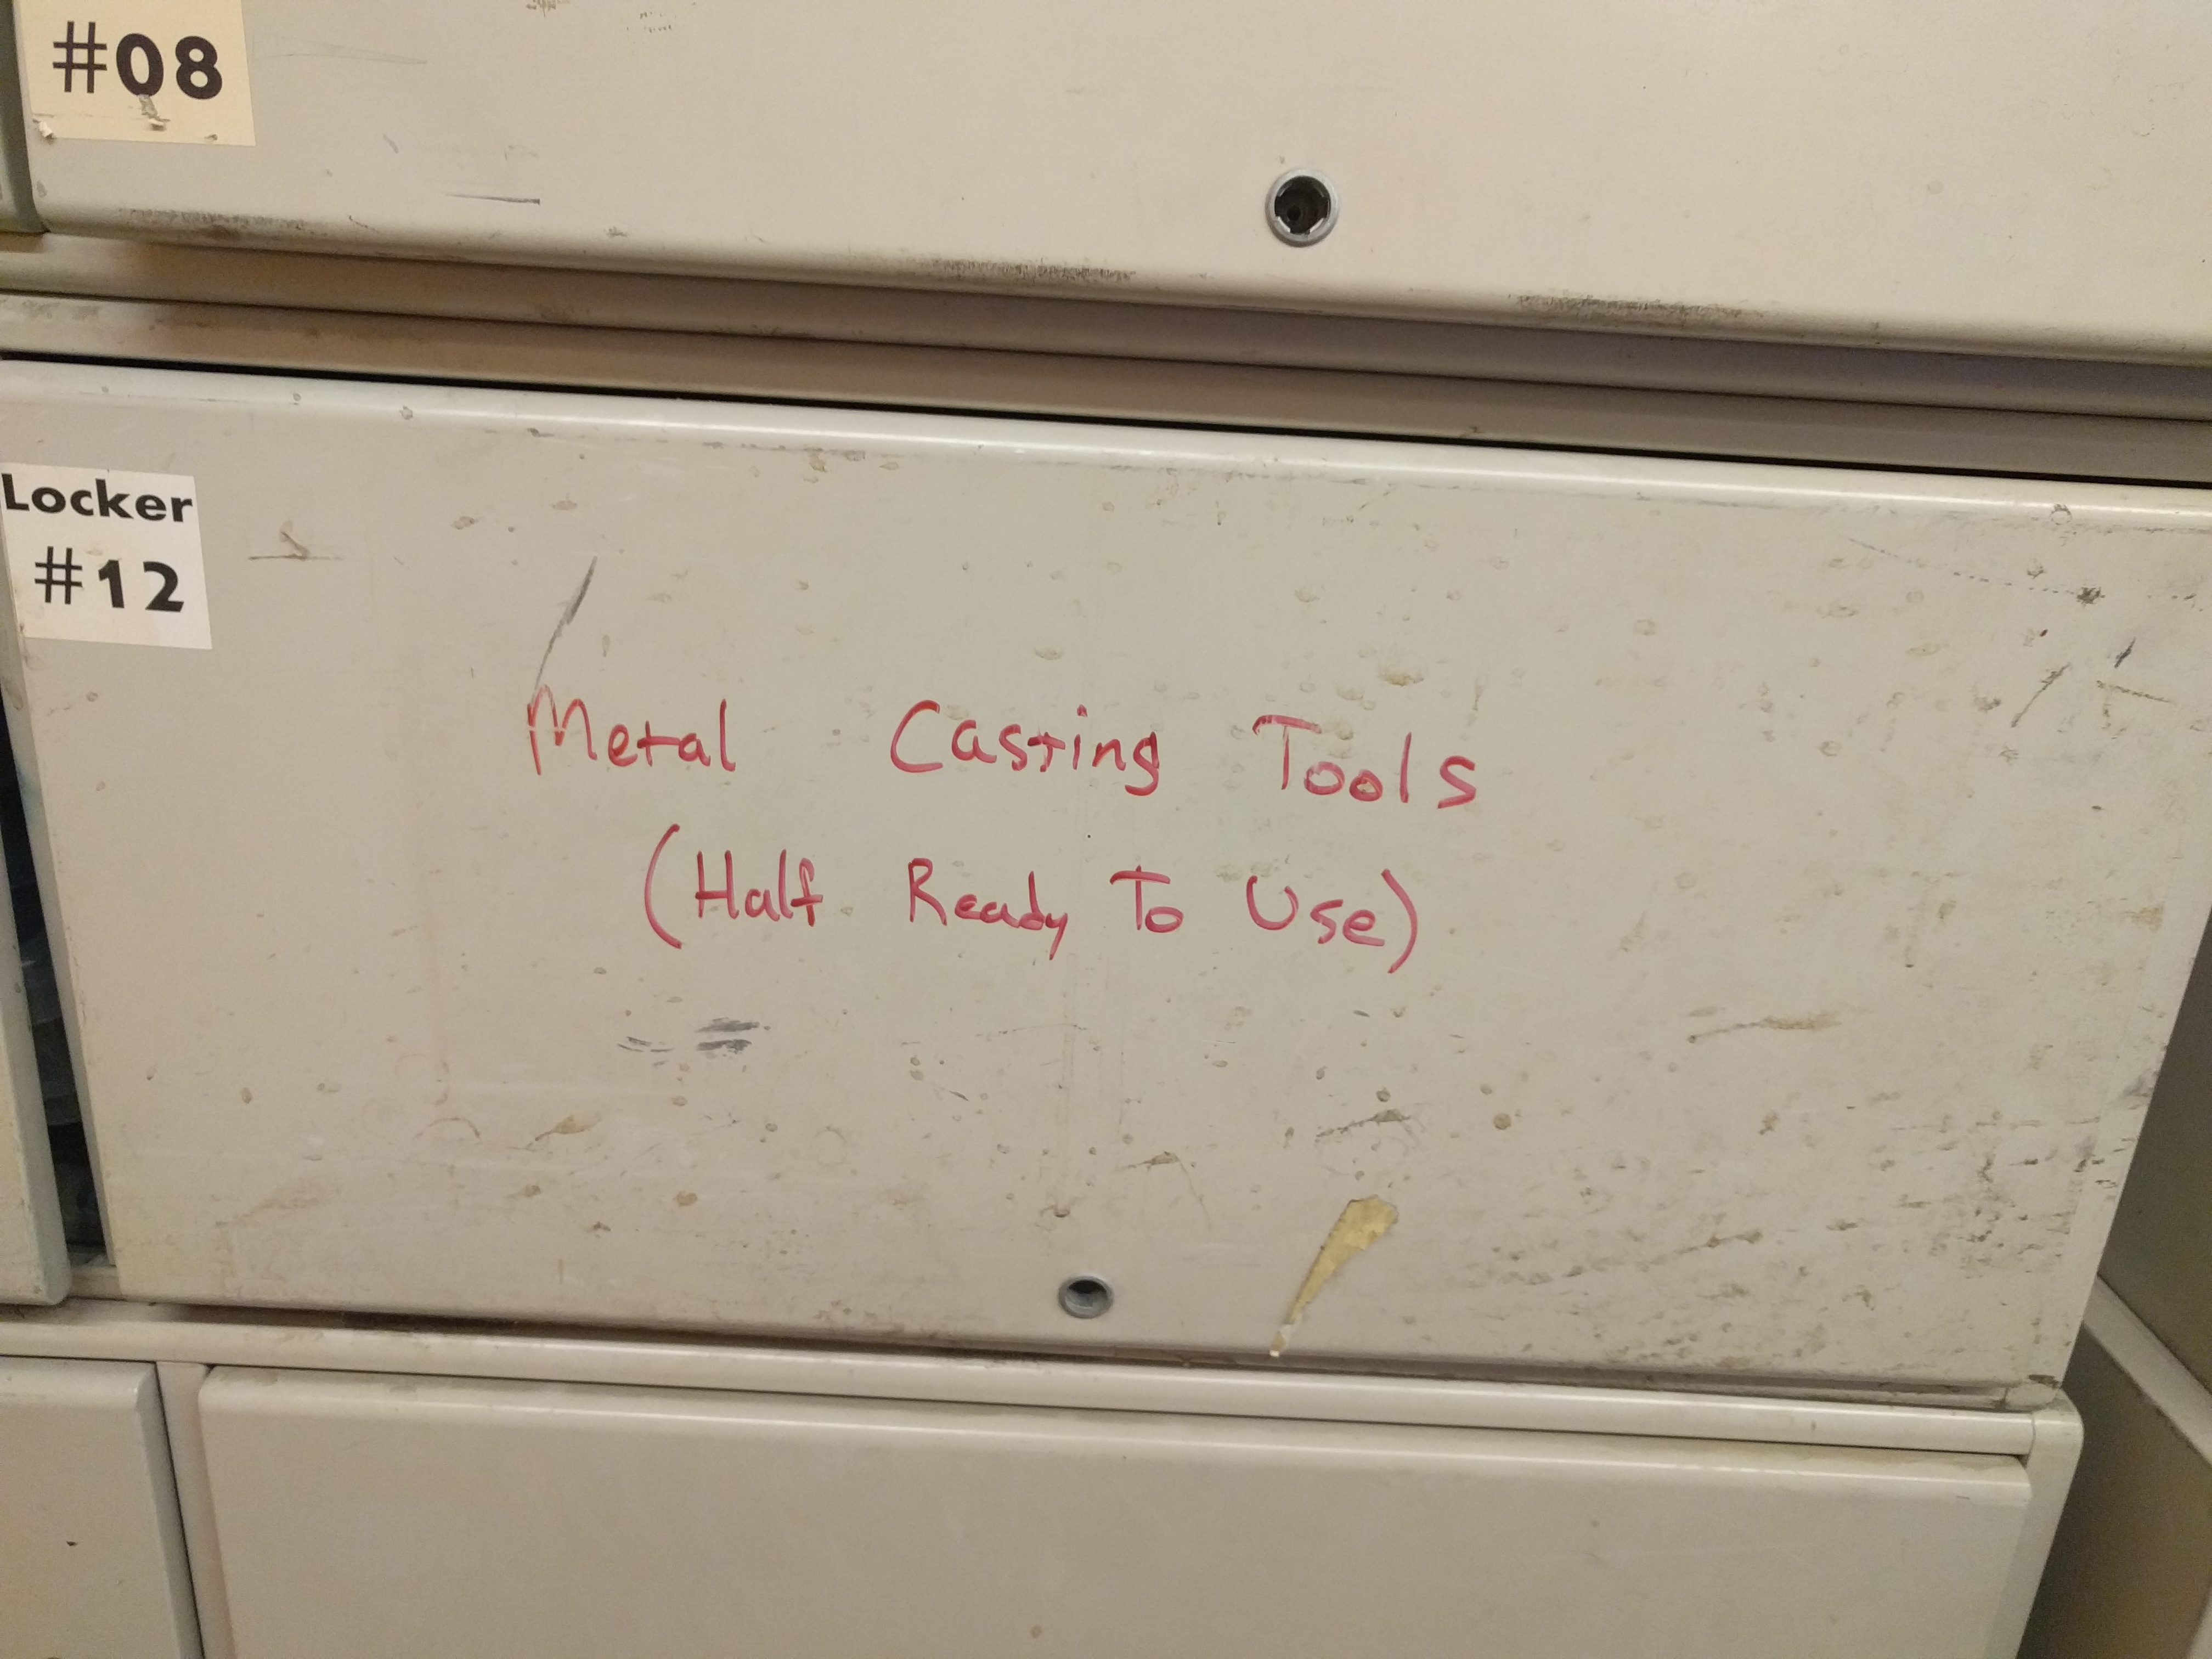 #08
Locker
#12
Metal Casting Tools
(Half Ready To Use)